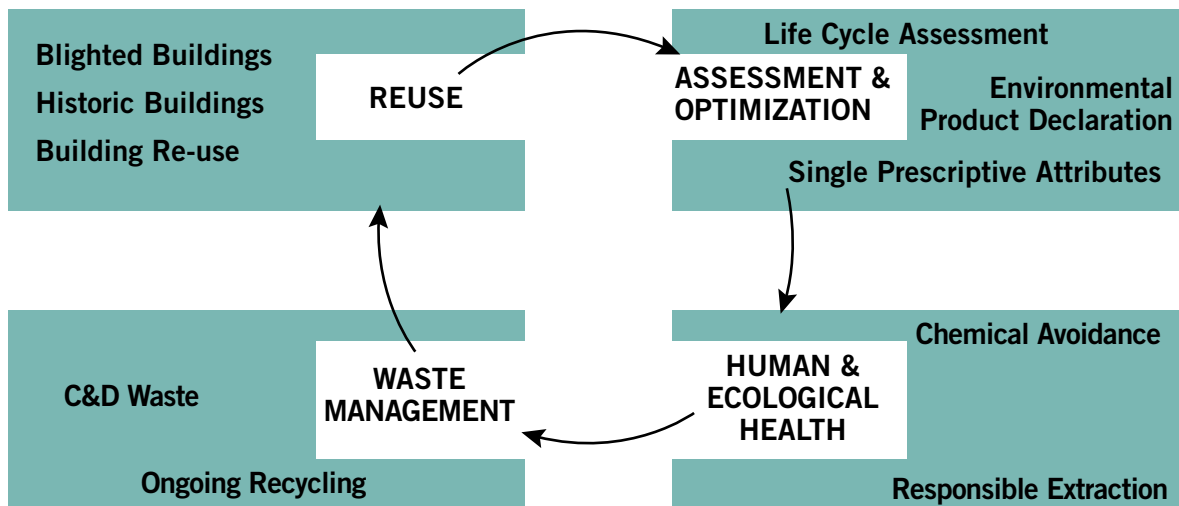 Blighted Buildings
Historic Buildings
Building Re-use
REUSE
Life Cycle Assessment
ASSESSMENT &
OPTIMIZATION
Environmental
Product Declaration
Single Prescriptive Attributes
C&D Waste
WASTE
MANAGEMENT
Ongoing Recycling
Chemical Avoidance
HUMAN &
ECOLOGICAL
HEALTH
Responsible Extraction